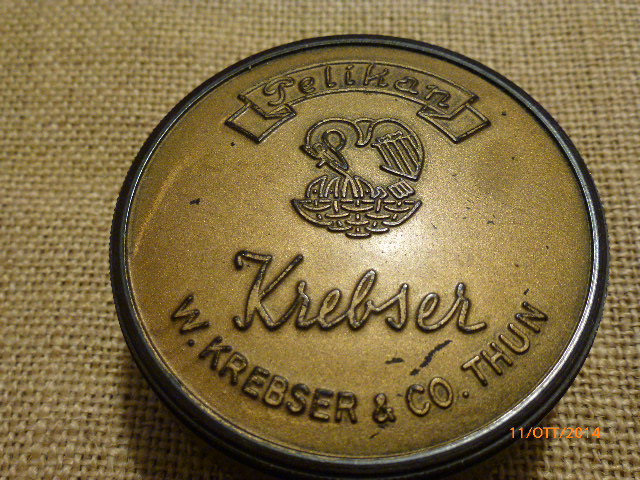 Pelikan
Krebser
W. KREBSER & CO. THUN
11/OTT/2014